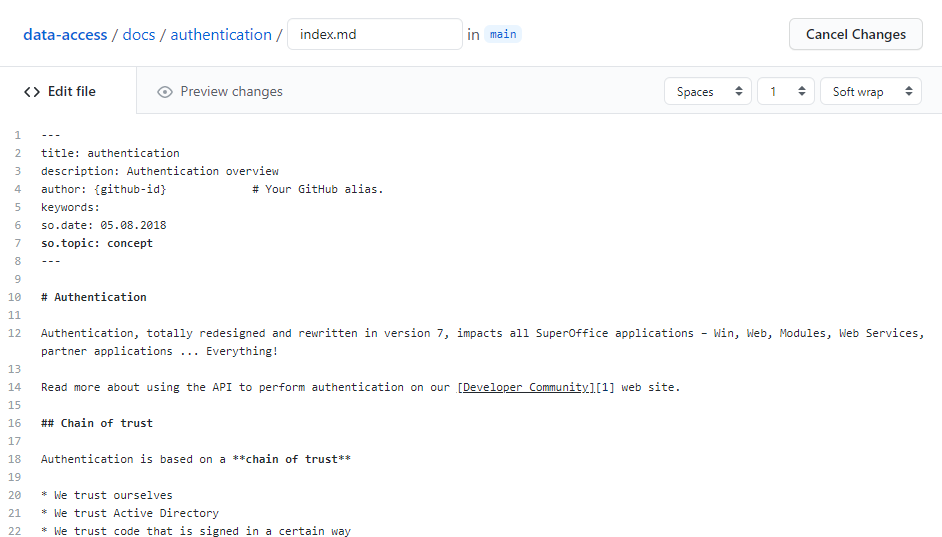 data-access / docs / authentication / index.md in main Cancel Changes
<> Edit file Preview changes Spaces 1 Soft wrap
1 ---
2 title: authentication
3 description: Authentication overview
4 author: {github-id}             # Your GitHub alias.
5 keywords:
6 so.date: 05.08.2018
7 so.topic: concept
8 ---
9
10 # Authentication
11
12 Authentication, totally redesigned and rewritten in version 7, impacts all SuperOffice applications – Win, Web, Modules, Web Services,
partner applications ... Everything!
13
14 Read more about using the API to perform authentication on our [Developer Community][1] web site.
15
16 ## Chain of trust
17
18 Authentication is based on a **chain of trust**
19
20 * We trust ourselves
21 * We trust Active Directory
22 * We trust code that is signed in a certain way